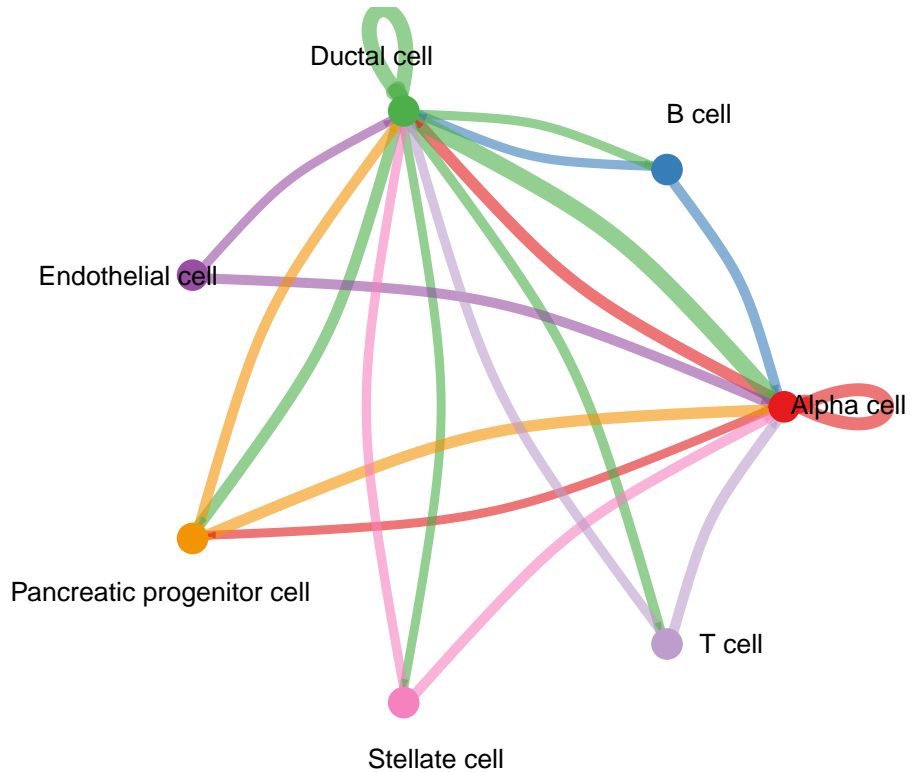 Ductal cell
B cell
Endothelial cell
Alpha cell
Pancreatic progenitor cell
T cell
Stellate cell